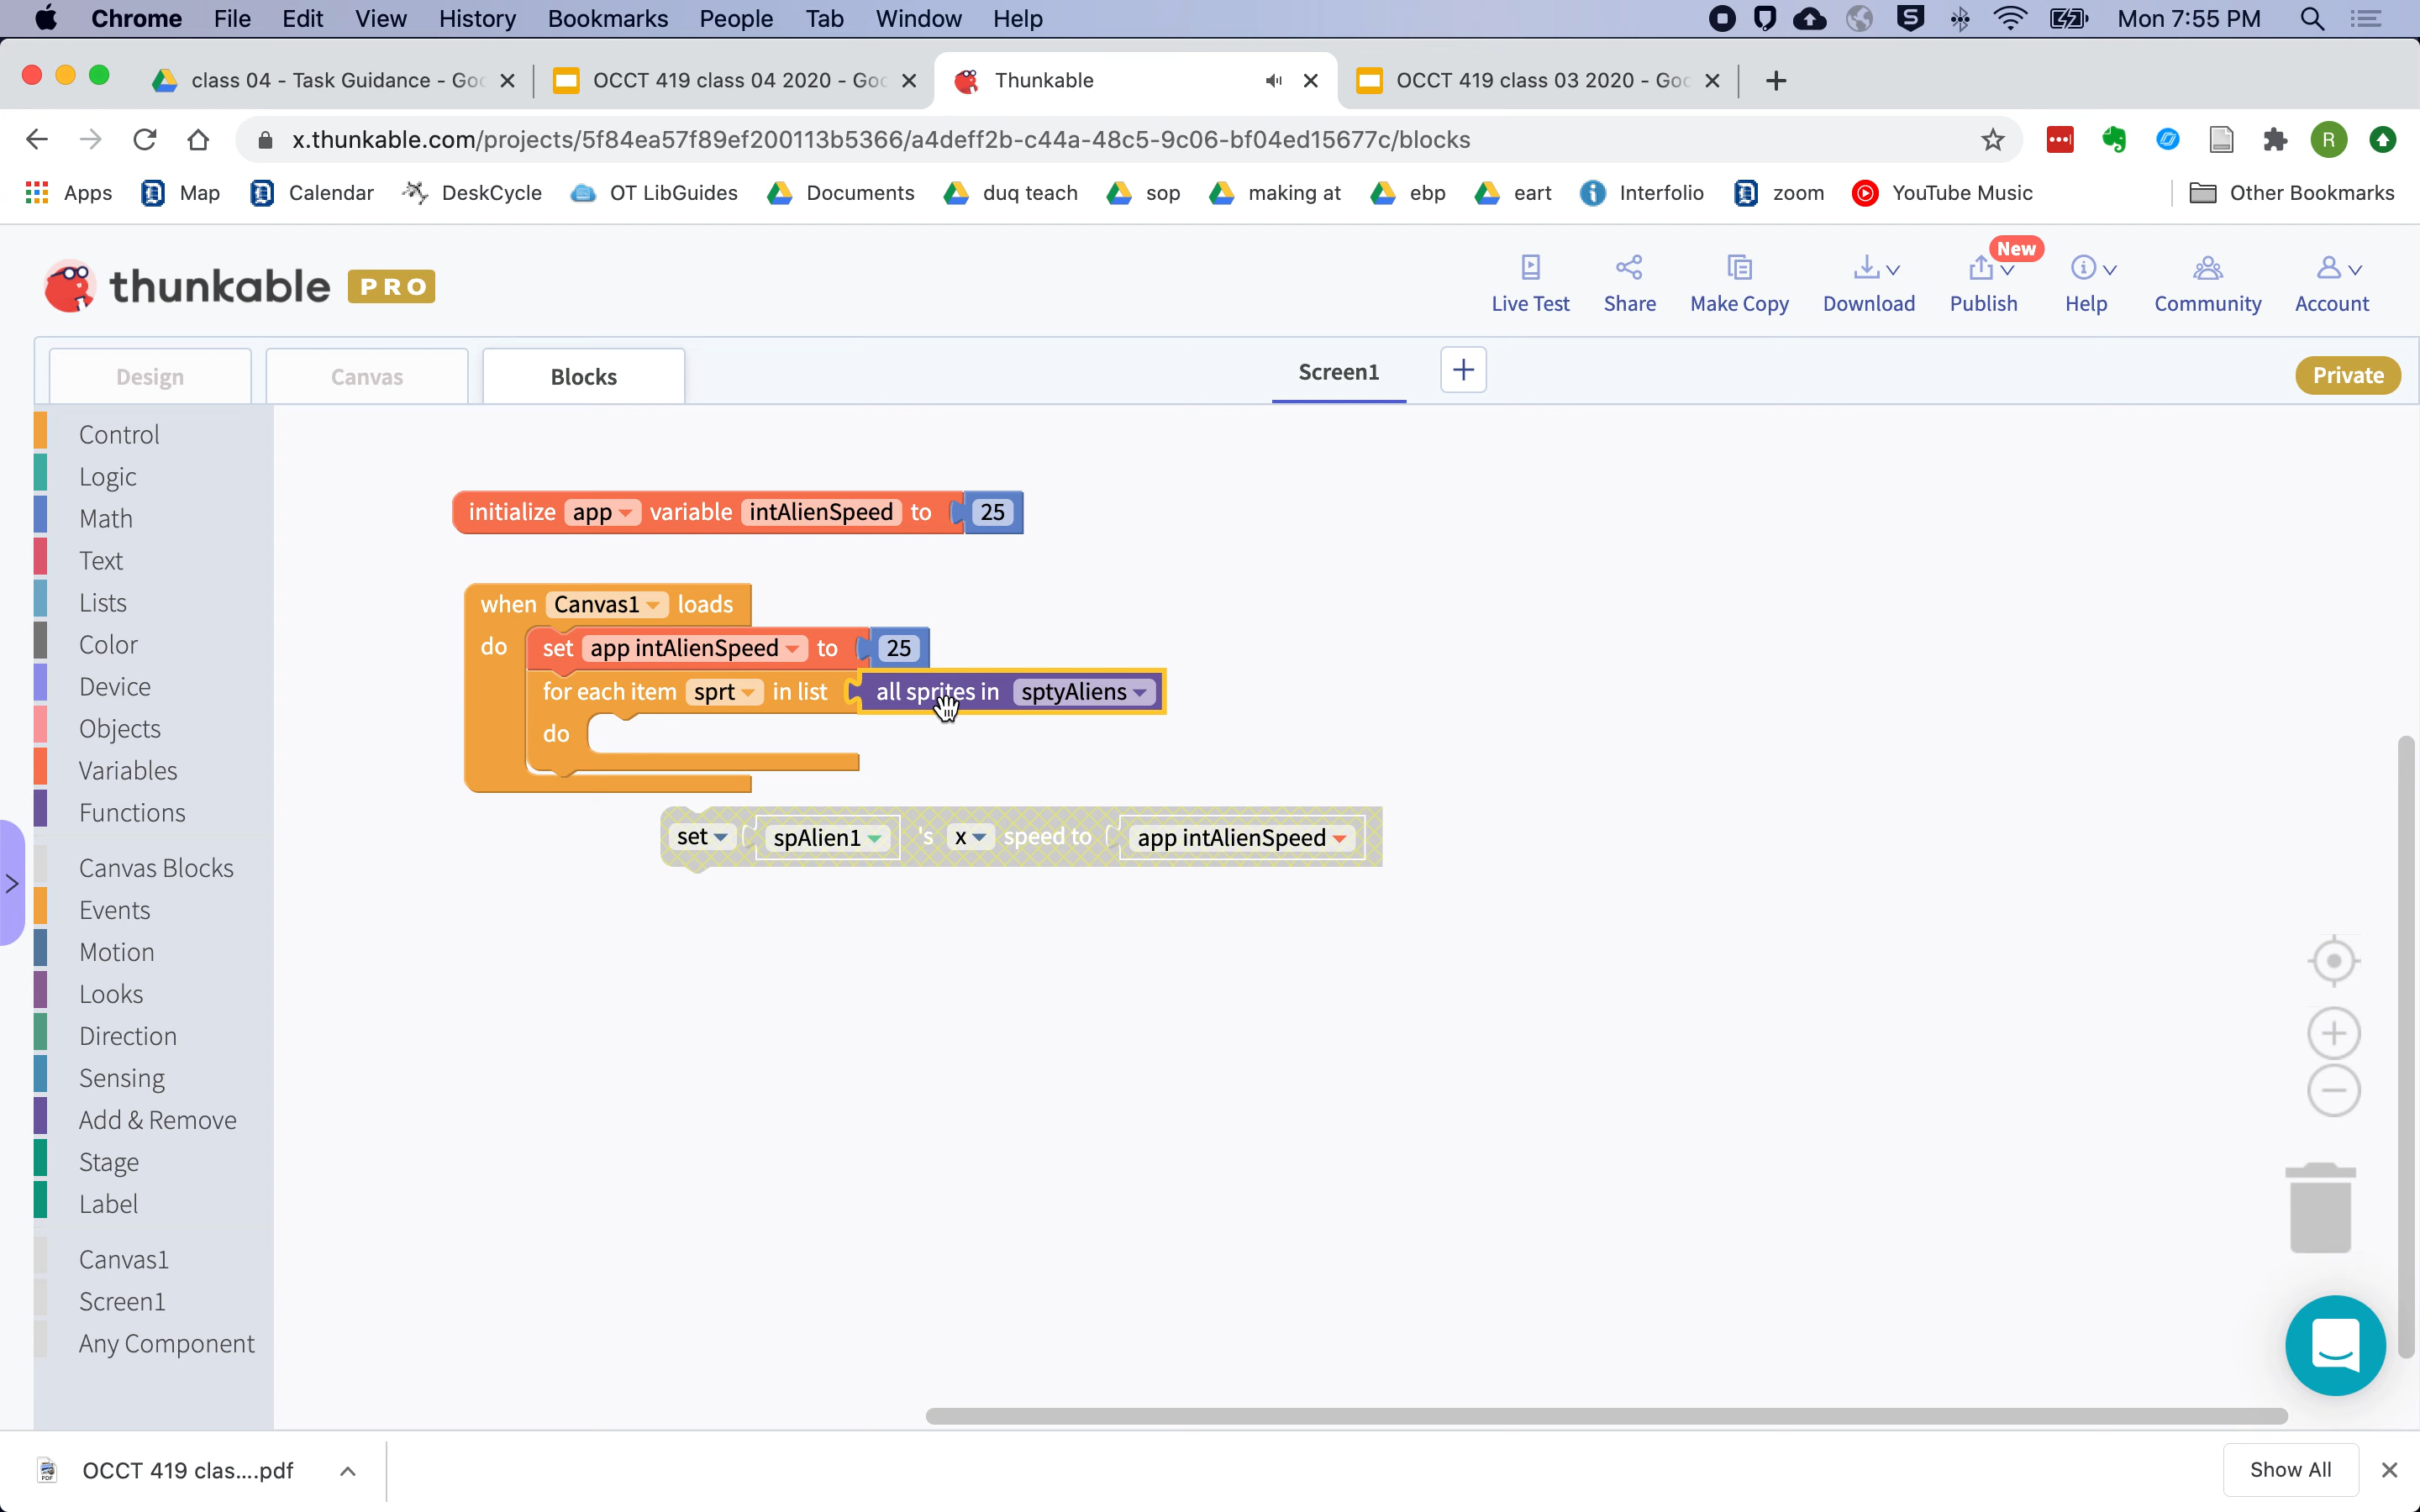 Chrome File Edit View History Bookmarks People Tab Window Help Mon 7:55 PM
class 04 - Task Guidance - Goo OCCT 419 class 04 2020 - Goo Thunkable OCCT 419 class 03 2020 - Goo
x.thunkable.com/projects/5f84ea57f89ef200113b5366/a4deff2b-c44a-48c5-9c06-bf04ed15677c/blocks R
Apps Map Calendar DeskCycle OT LibGuides Documents duq teach sop making at ebp eart Interfolio zoom YouTube Music Other Bookmarks
New
thunkable PRO
Live Test Share Make Copy Download Publish Help Community Account
Design Canvas Blocks Screen1 + Private
Control
Logic
Math
Text
Lists
Color
Device
Objects
Variables
Functions
Canvas Blocks
Events
Motion
Looks
Direction
Sensing
Add & Remove
Stage
Label
Canvas1
Screen1
Any Component
initialize app variable intAlienSpeed to 25
when Canvas1 loads
do set app intAlienSpeed to 25
for each item sprt in list all sprites in sptyAliens
do
set spAlien1 's x speed to app intAlienSpeed
OCCT 419 clas....pdf Show All